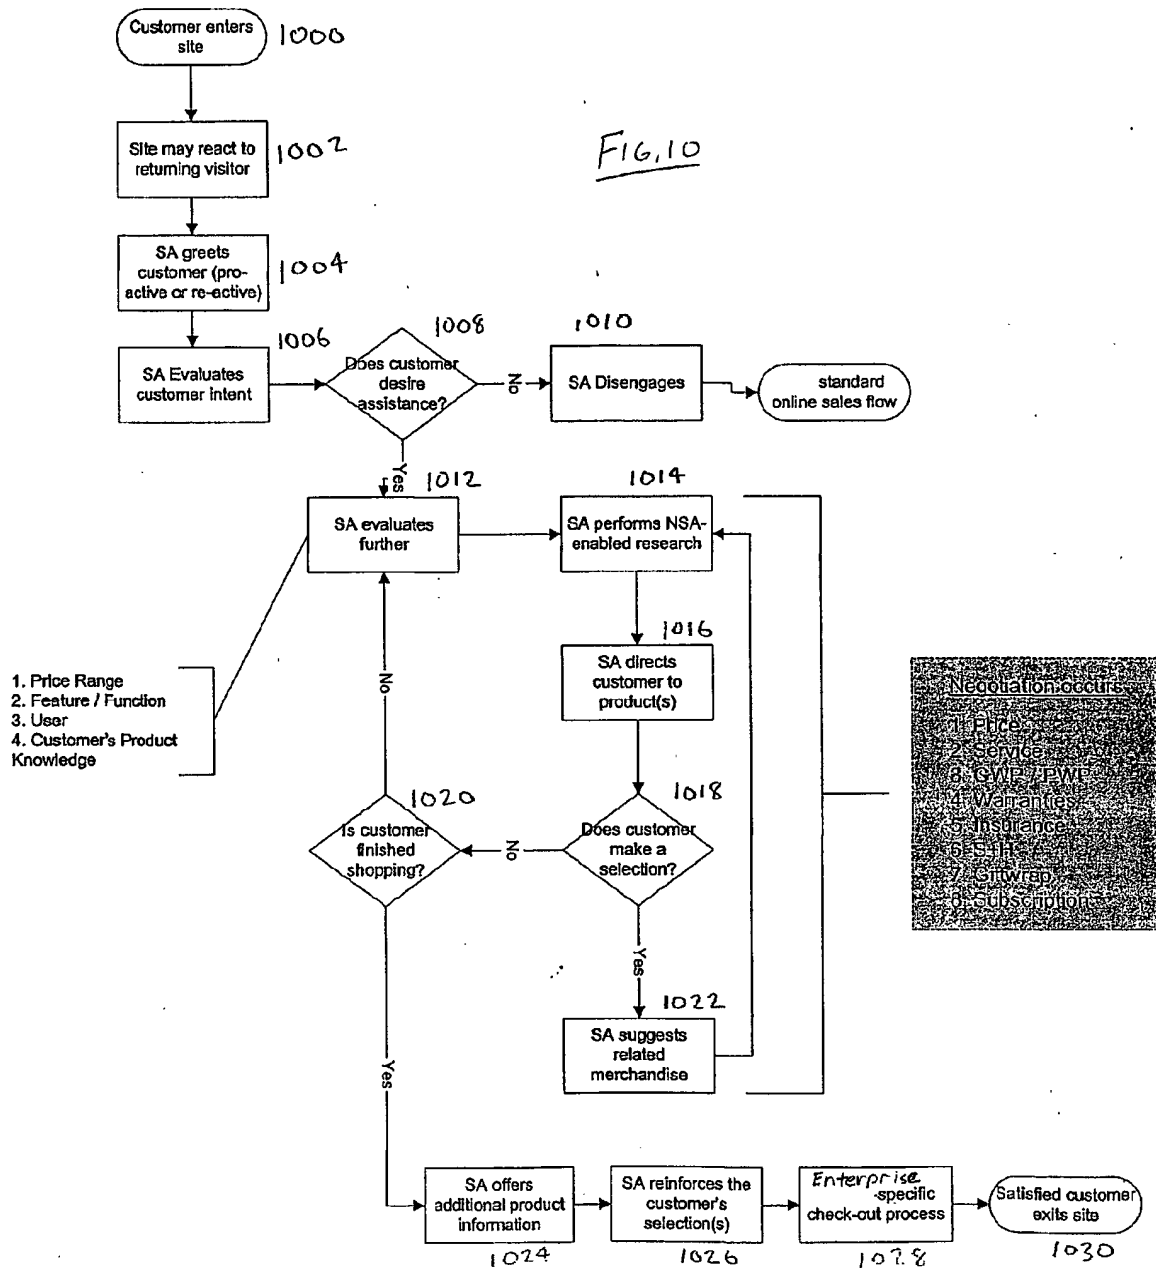 Customer enters
site
1000
FIG.10
Site may react to
returning visitor
1002
SA greets
customer (pro-
active or re-active)
1004
SA Evaluates
customer intent
1006
Does customer
desire
assistance?
1008
No
1010
SA Disengages
standard
online sales flow
Yes
1012
SA evaluates
further
1014
SA performs NSA-
enabled research
1016
SA directs
customer to
product(s)
1. Price Range
2. Feature / Function
3. User
4. Customer's Product
Knowledge
Negotiation occurs
1. Price
2. Service
3. GWP / PWP
4. Warranties
5. Insurance
6. S+H
7. Giftwrap
8. Subscription
No
1018
Does customer
make a
selection?
No
1020
Is customer
finished
shopping?
Yes
1022
SA suggests
related
merchandise
Yes
SA offers
additional product
information
1024
SA reinforces the
customer's
selection(s)
1026
Enterprise
-specific
check-out process
1028
Satisfied customer
exits site
1030